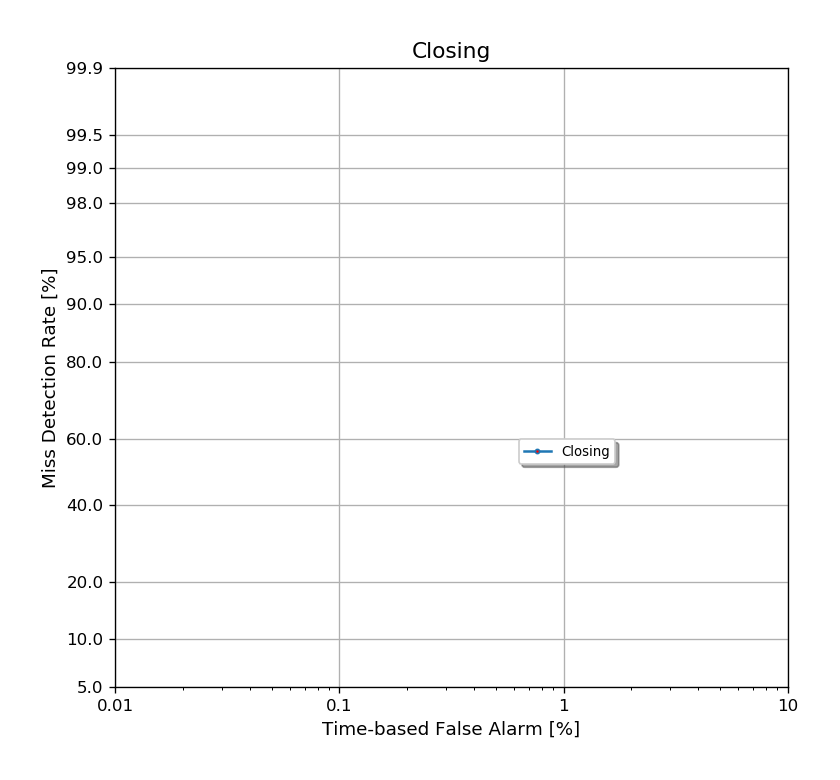 Closing
99.9
99.5
99.0
98.0
95.0
90.0
80.0
60.0
40.0
20.0
10.0
5.0
Miss Detection Rate [%]
Closing
0.01 0.1 1 10
Time-based False Alarm [%]